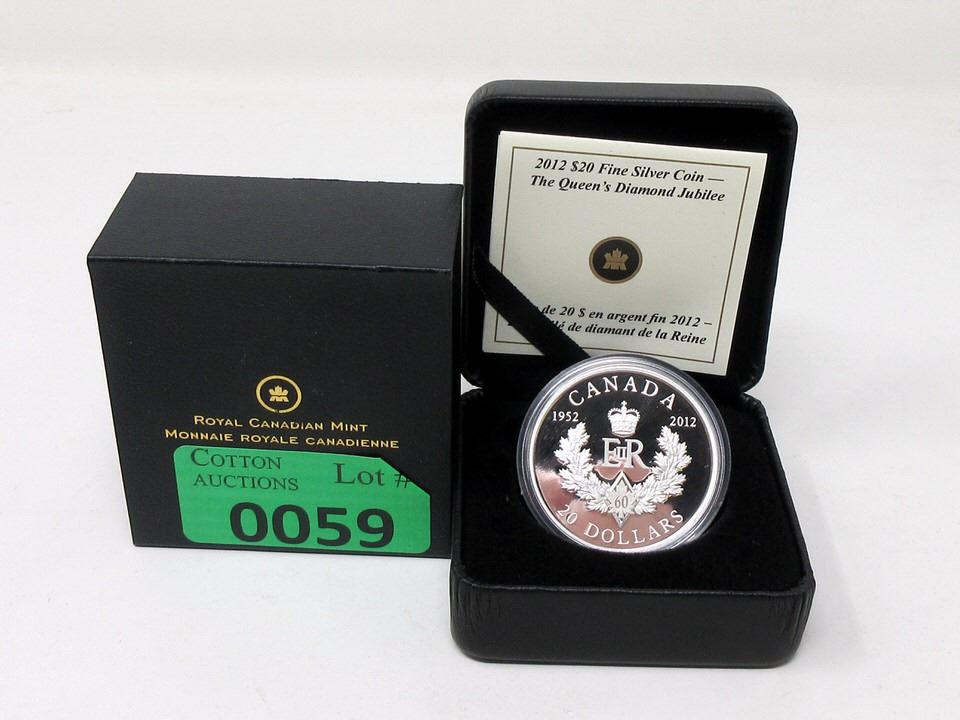 2012 $20 Fine Silver Coin —
The Queen's Diamond Jubilee
de 20 $ en argent fin 2012 –
de diamant de la Reine
ROYAL CANADIAN MINT
MONNAIE ROYALE CANADIENNE
COTTON
AUCTIONS
Lot #
0059
CANADA
1952
2012
EIIR
60
20 DOLLARS